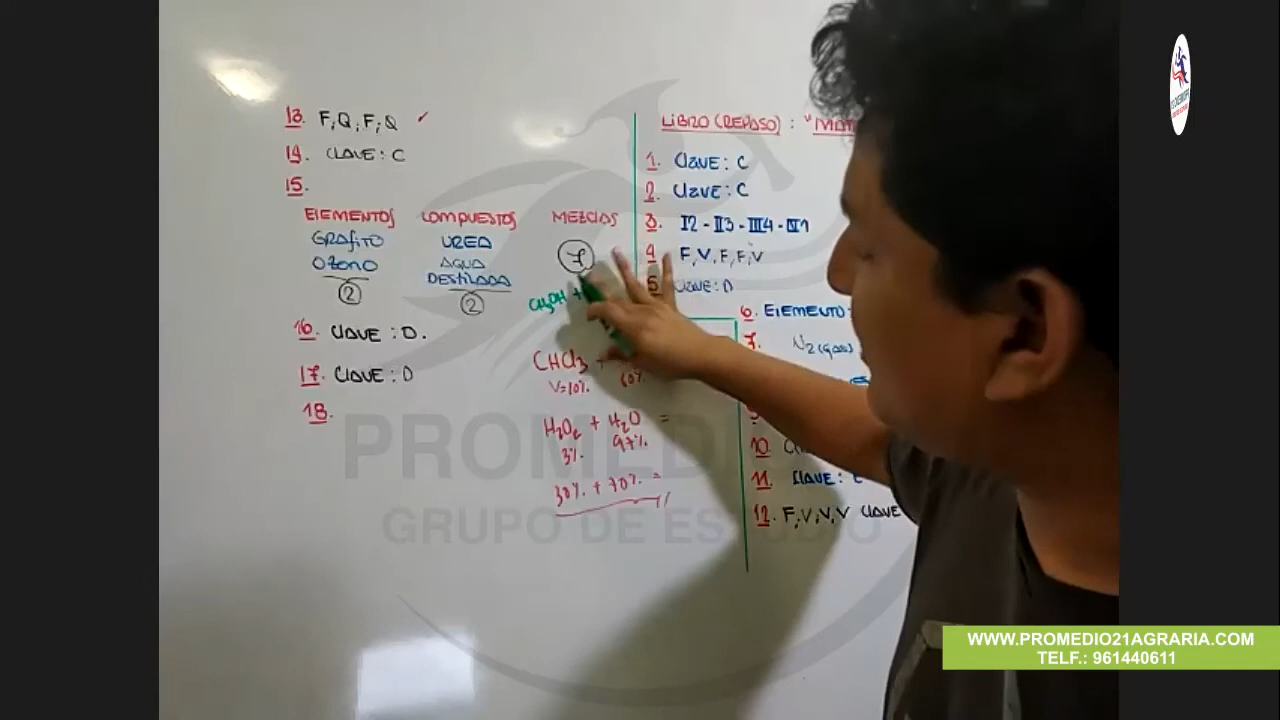 13. F, Q, F, Q ✓
14. CLAVE : C
15.
ELEMENTOS COMPUESTOS MEZCLAS
GRAFITO UREA 7
OZONO AGUA
DESTILADA
2 2
CH3OH +
16. CLAVE : D.
CHCl3 +
V=10% 60%
17. CLAVE : D
18.
H2O2 + H2O =
3% 97%
30% + 70% =
LIBRO (REPASO) : "MAT
1. CLAVE : C
2. CLAVE : C
3. I2 - II3 - III4 - IV1
4. F, V, F, F, V
5. CLAVE : D
6. ELEMENTO:
7. N2 (GAS)
10.
11. CLAVE : E
12. F, V, V, V CLAVE
PROMEDIO
GRUPO DE ESTUDIO
WWW.PROMEDIO21AGRARIA.COM
TELF.: 961440611